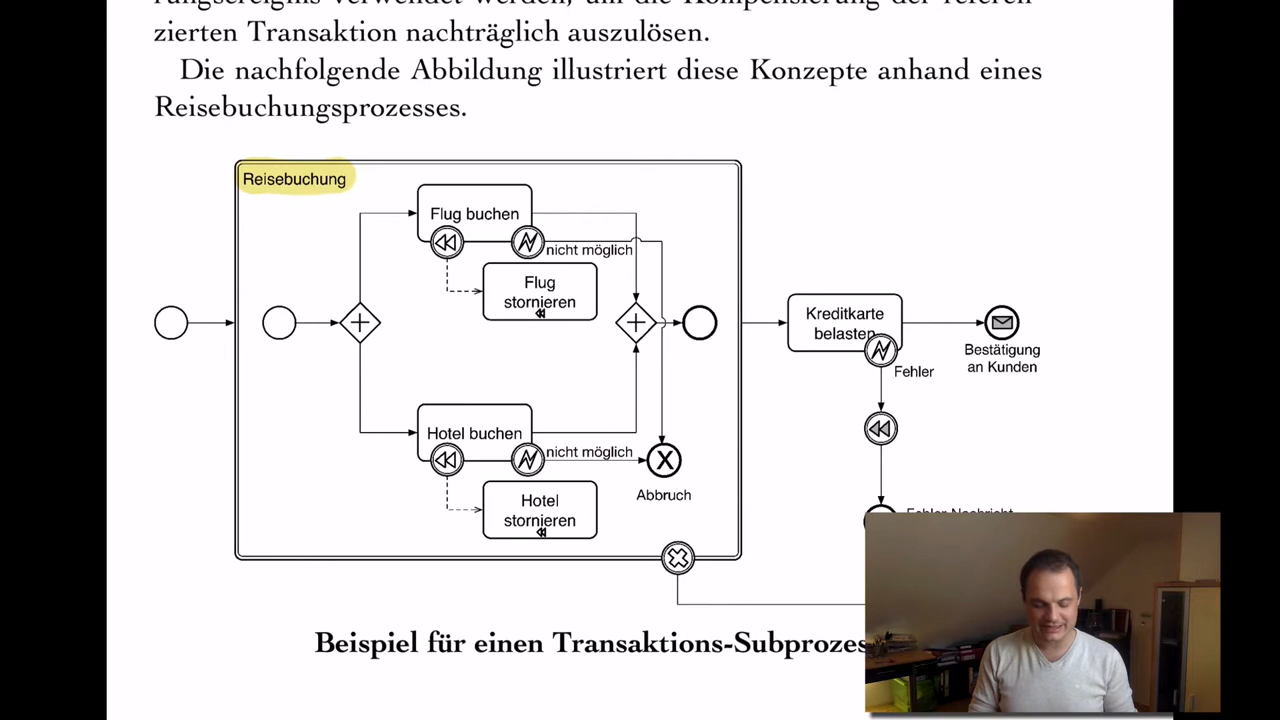 zierten Transaktion nachträglich auszulösen.
Die nachfolgende Abbildung illustriert diese Konzepte anhand eines
Reisebuchungsprozesses.
Reisebuchung
Flug buchen
nicht möglich
Flug
stornieren
Kreditkarte
belasten
Bestätigung
an Kunden
Fehler
Hotel buchen
nicht möglich
Abbruch
Hotel
stornieren
Beispiel für einen Transaktions-Subprozes